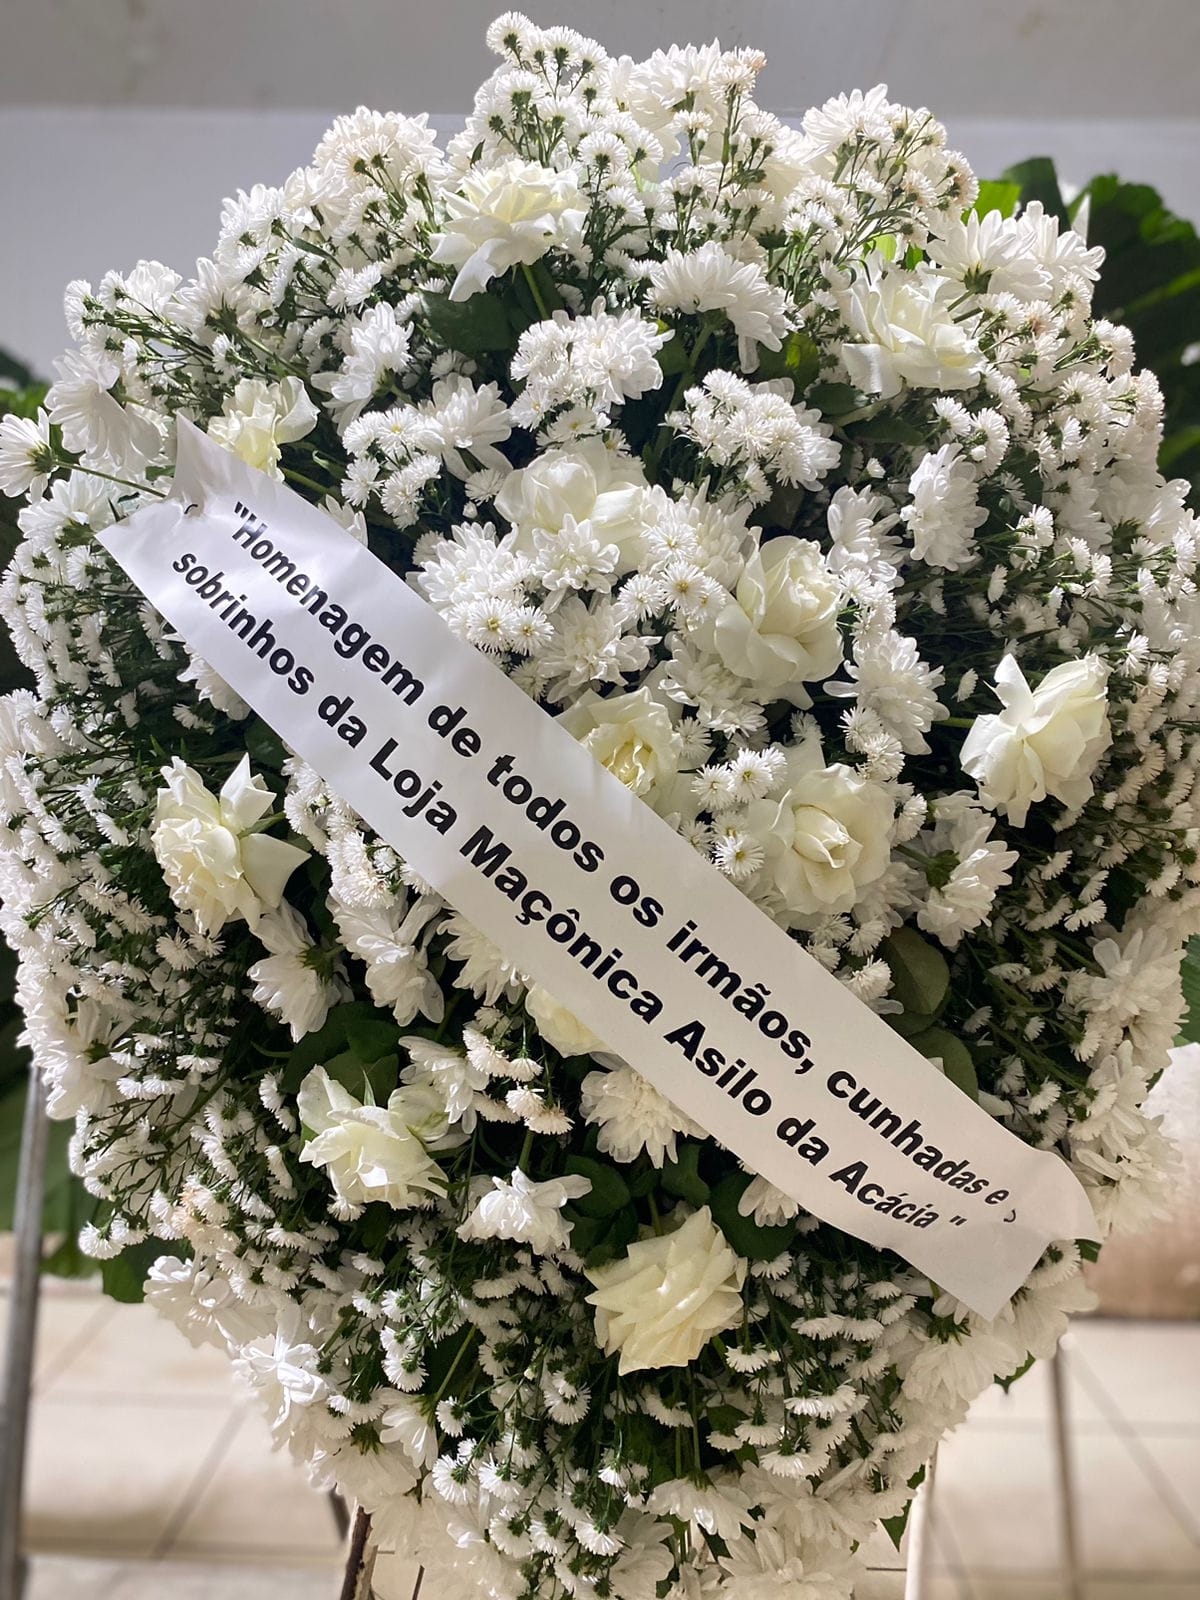 "Homenagem de todos os irmãos, cunhadas e
sobrinhos da Loja Maçônica Asilo da Acácia "